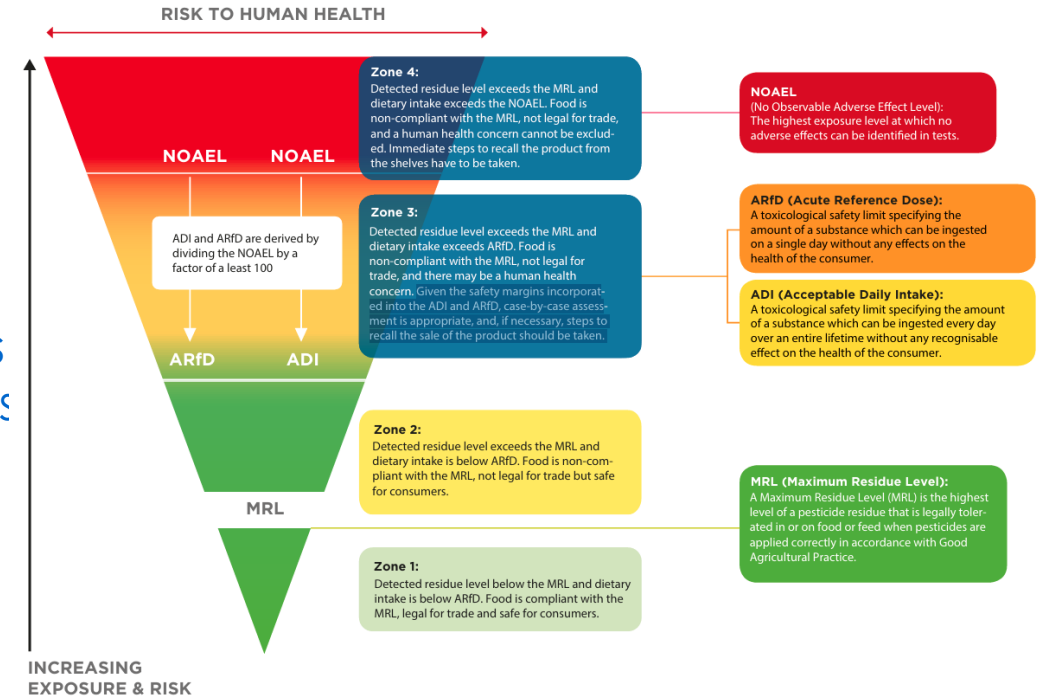 RISK TO HUMAN HEALTH
Zone 4:
Detected residue level exceeds the MRL and
dietary intake exceeds the NOAEL. Food is
non-compliant with the MRL, not legal for trade,
and a human health concern cannot be exclud-
ed. Immediate steps to recall the product from
the shelves have to be taken.
NOAEL
(No Observable Adverse Effect Level):
The highest exposure level at which no
adverse effects can be identified in tests.
NOAEL NOAEL
ADI and ARfD are derived by
dividing the NOAEL by a
factor of a least 100
ARfD ADI
Zone 3:
Detected residue level exceeds the MRL and
dietary intake exceeds ARfD. Food is
non-compliant with the MRL, not legal for
trade, and there may be a human health
concern. Given the safety margins incorporat-
ed into the ADI and ARfD, case-by-case assess-
ment is appropriate, and, if necessary, steps to
recall the sale of the product should be taken.
ARfD (Acute Reference Dose):
A toxicological safety limit specifying the
amount of a substance which can be ingested
on a single day without any effects on the
health of the consumer.
ADI (Acceptable Daily Intake):
A toxicological safety limit specifying the amount
of a substance which can be ingested every day
over an entire lifetime without any recognisable
effect on the health of the consumer.
Zone 2:
Detected residue level exceeds the MRL and
dietary intake is below ARfD. Food is non-com-
pliant with the MRL, not legal for trade but safe
for consumers.
MRL
MRL (Maximum Residue Level):
A Maximum Residue Level (MRL) is the highest
level of a pesticide residue that is legally toler-
ated in or on food or feed when pesticides are
applied correctly in accordance with Good
Agricultural Practice.
Zone 1:
Detected residue level below the MRL and dietary
intake is below ARfD. Food is compliant with the
MRL, legal for trade and safe for consumers.
INCREASING
EXPOSURE & RISK